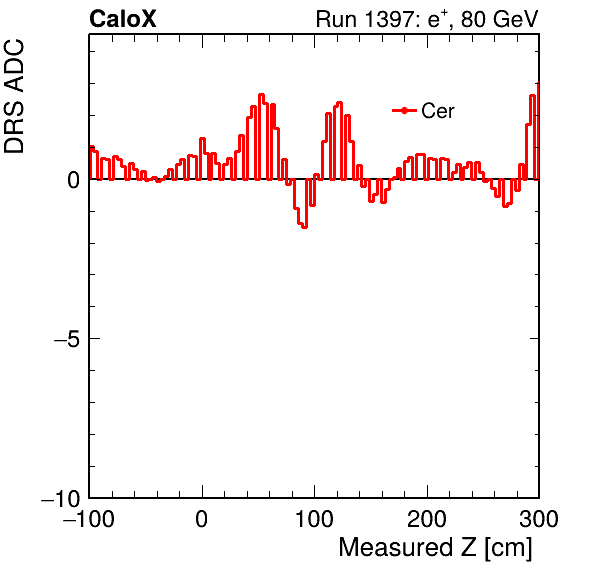 CaloX Run 1397: e⁺, 80 GeV
DRS ADC
Cer
0
−5
−10
−100 0 100 200 300
Measured Z [cm]